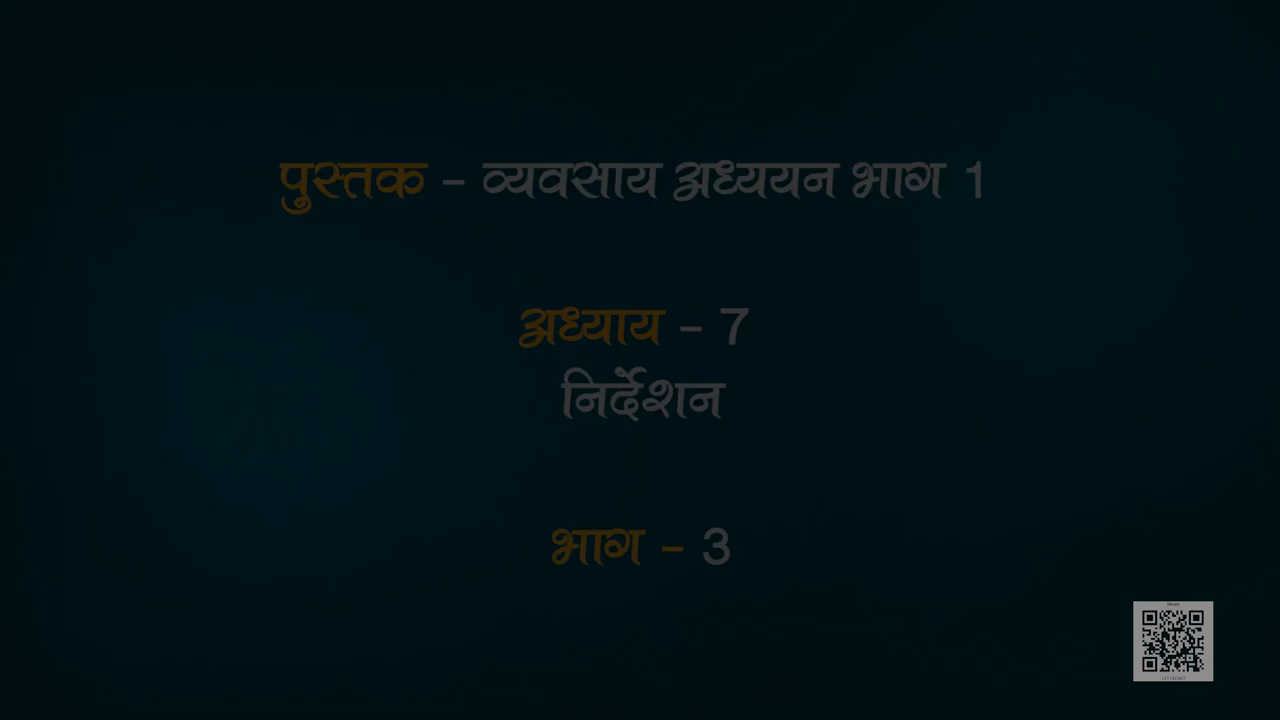 पुस्तक - व्यवसाय अध्ययन भाग 1
अध्याय - 7
निर्देशन
भाग - 3